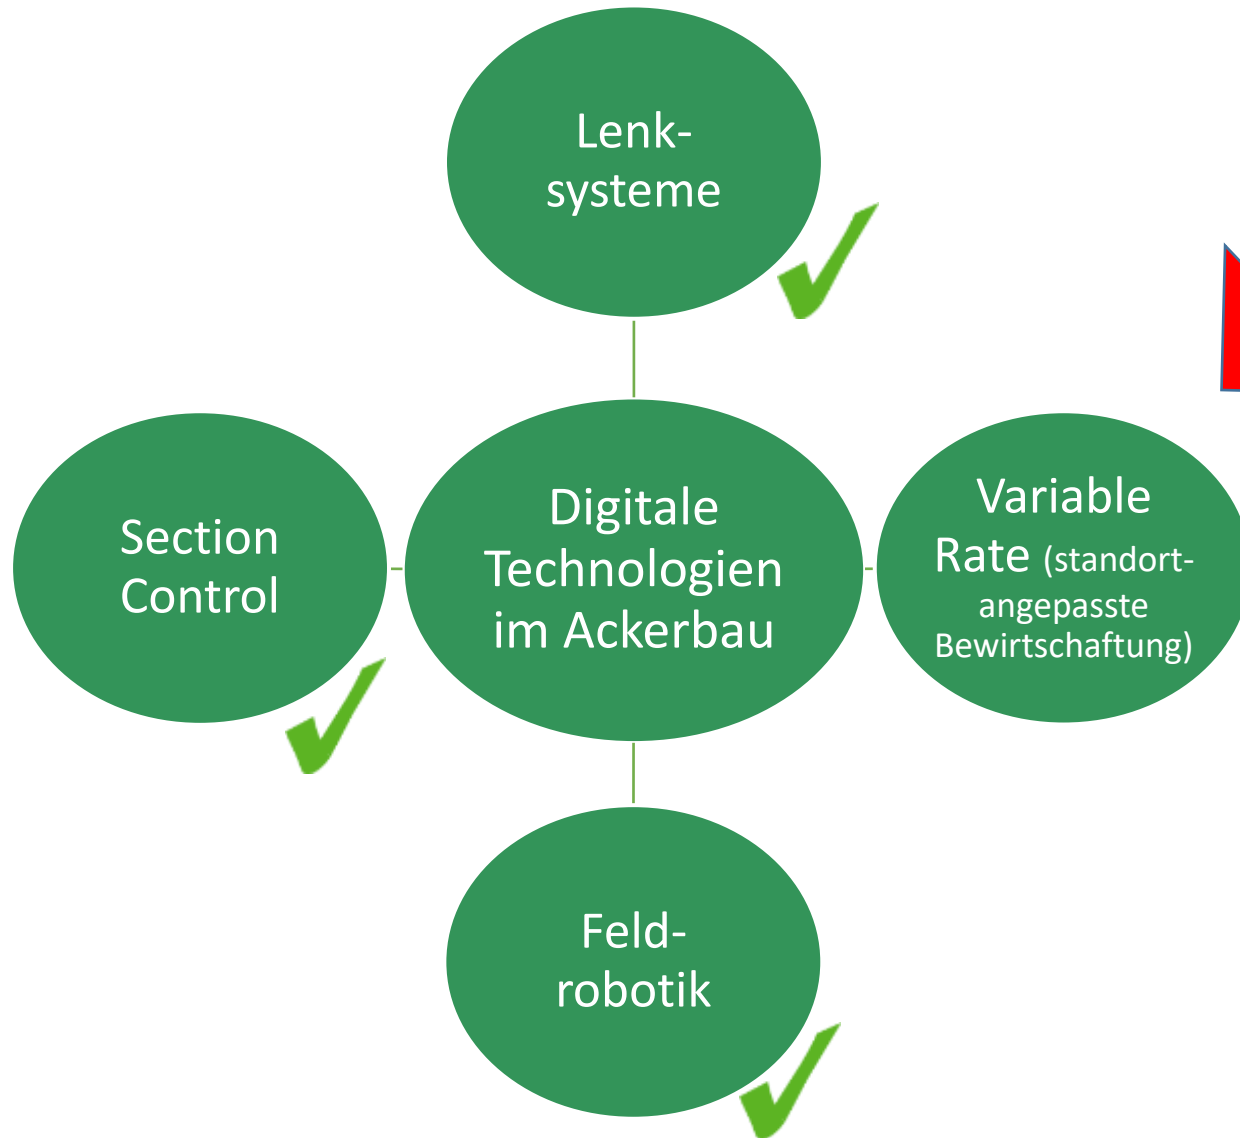 Lenk-
systeme
Section
Control
Digitale
Technologien
im Ackerbau
Variable
Rate (standort-
angepasste
Bewirtschaftung)
Feld-
robotik